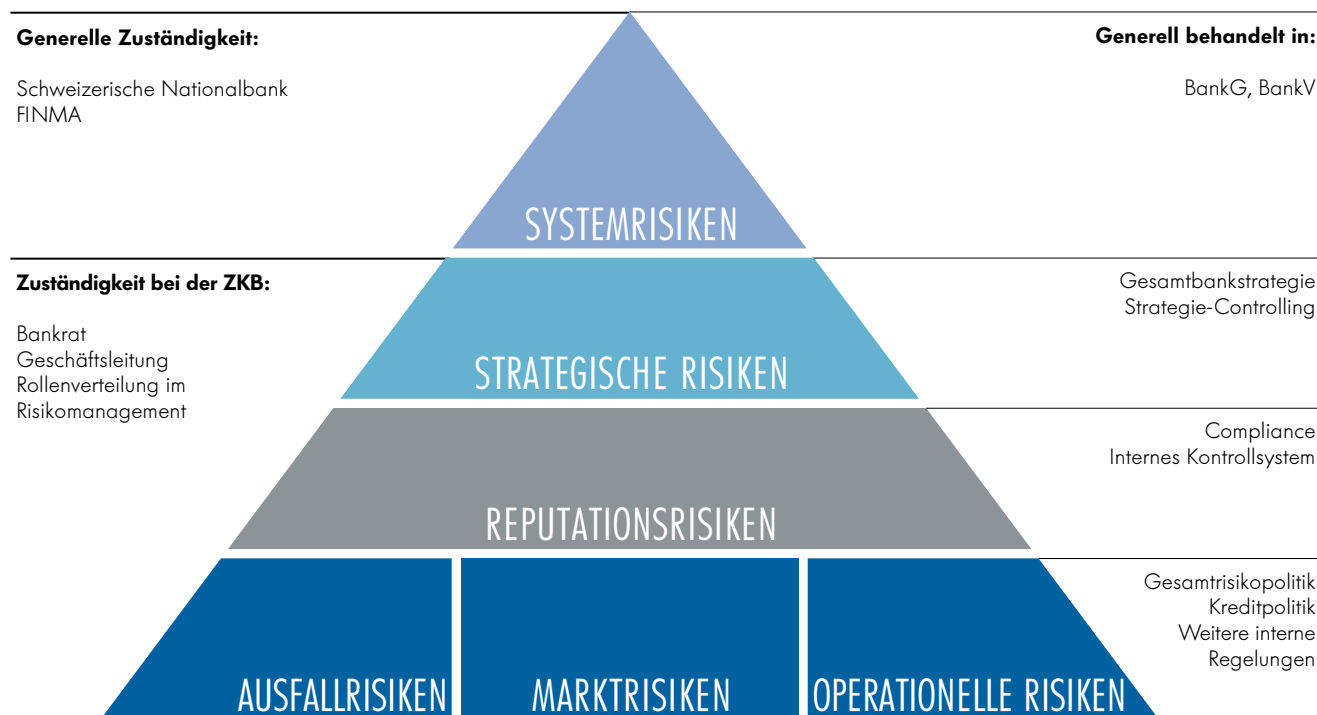 Generelle Zuständigkeit:
Schweizerische Nationalbank
FINMA
Generell behandelt in:
BankG, BankV
SYSTEMRISIKEN
Zuständigkeit bei der ZKB:
Bankrat
Geschäftsleitung
Rollenverteilung im
Risikomanagement
Gesamtbankstrategie
Strategie-Controlling
STRATEGISCHE RISIKEN
Compliance
Internes Kontrollsystem
REPUTATIONSRISIKEN
Gesamtrisikopolitik
Kreditpolitik
Weitere interne
Regelungen
AUSFALLRISIKEN
MARKTRISIKEN
OPERATIONELLE RISIKEN